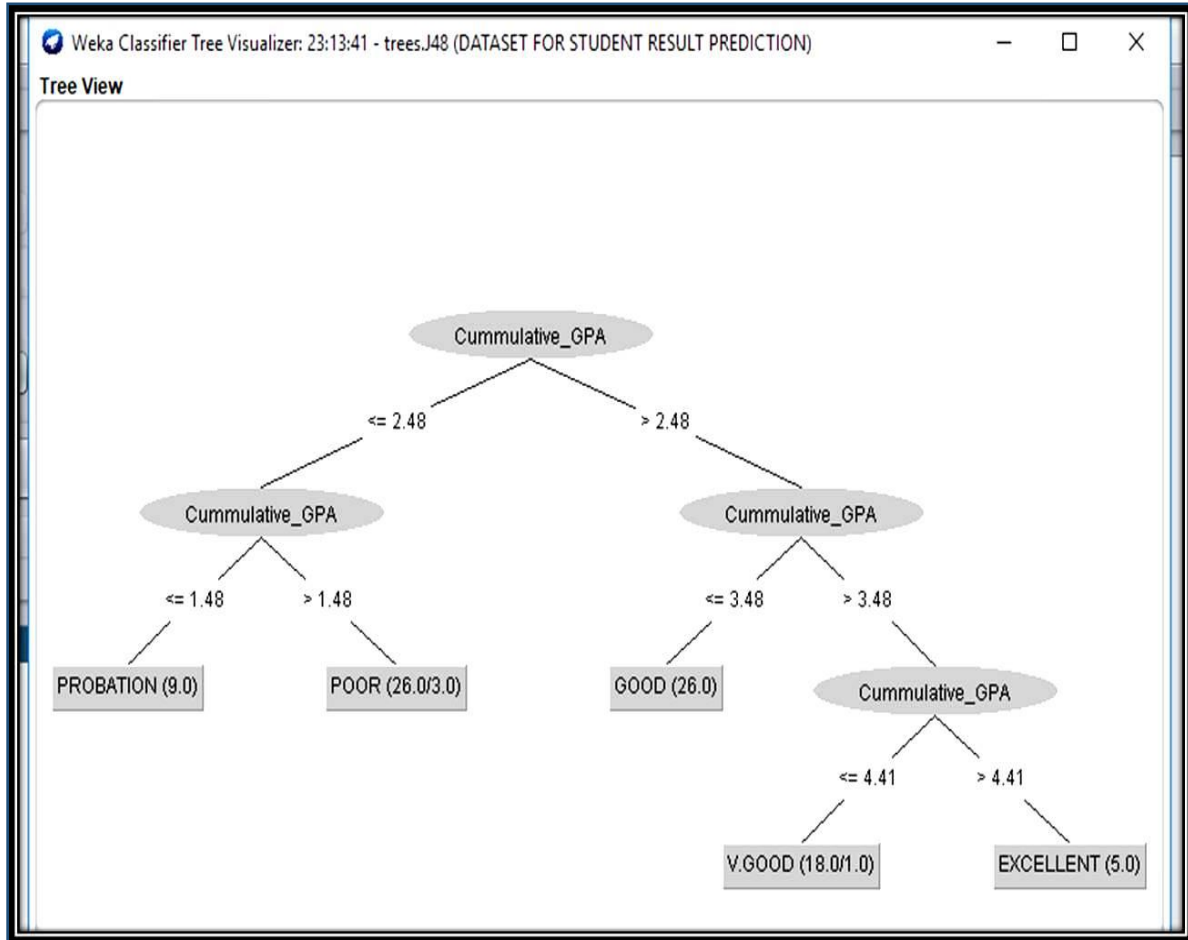 Weka Classifier Tree Visualizer: 23:13:41 - trees.J48 (DATASET FOR STUDENT RESULT PREDICTION)
Tree View
Cummulative_GPA
<= 2.48 > 2.48
Cummulative_GPA Cummulative_GPA
<= 1.48 > 1.48 <= 3.48 > 3.48
PROBATION (9.0) POOR (26.0/3.0) GOOD (26.0) Cummulative_GPA
<= 4.41 > 4.41
V.GOOD (18.0/1.0) EXCELLENT (5.0)